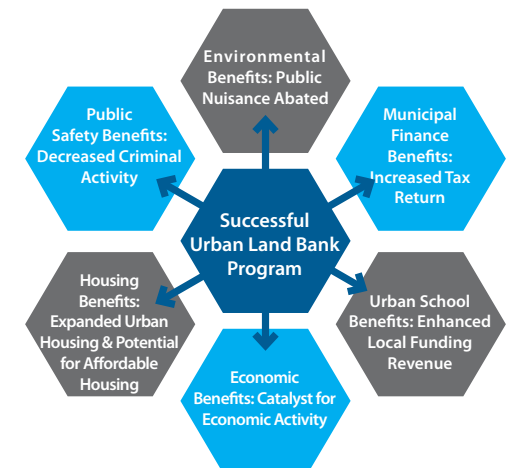 Environmental
Benefits: Public
Nuisance Abated
Public
Safety Benefits:
Decreased Criminal
Activity
Municipal
Finance
Benefits:
Increased Tax
Return
Successful
Urban Land Bank
Program
Housing
Benefits:
Expanded Urban
Housing & Potential
for Affordable
Housing
Urban School
Benefits: Enhanced
Local Funding
Revenue
Economic
Benefits: Catalyst for
Economic Activity